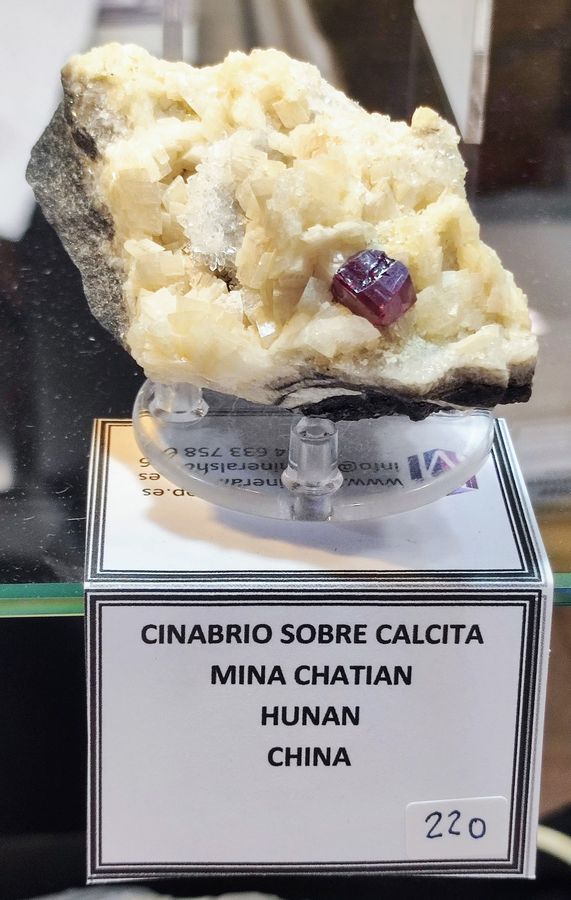 CINABRIO SOBRE CALCITA
MINA CHATIAN
HUNAN
CHINA
220